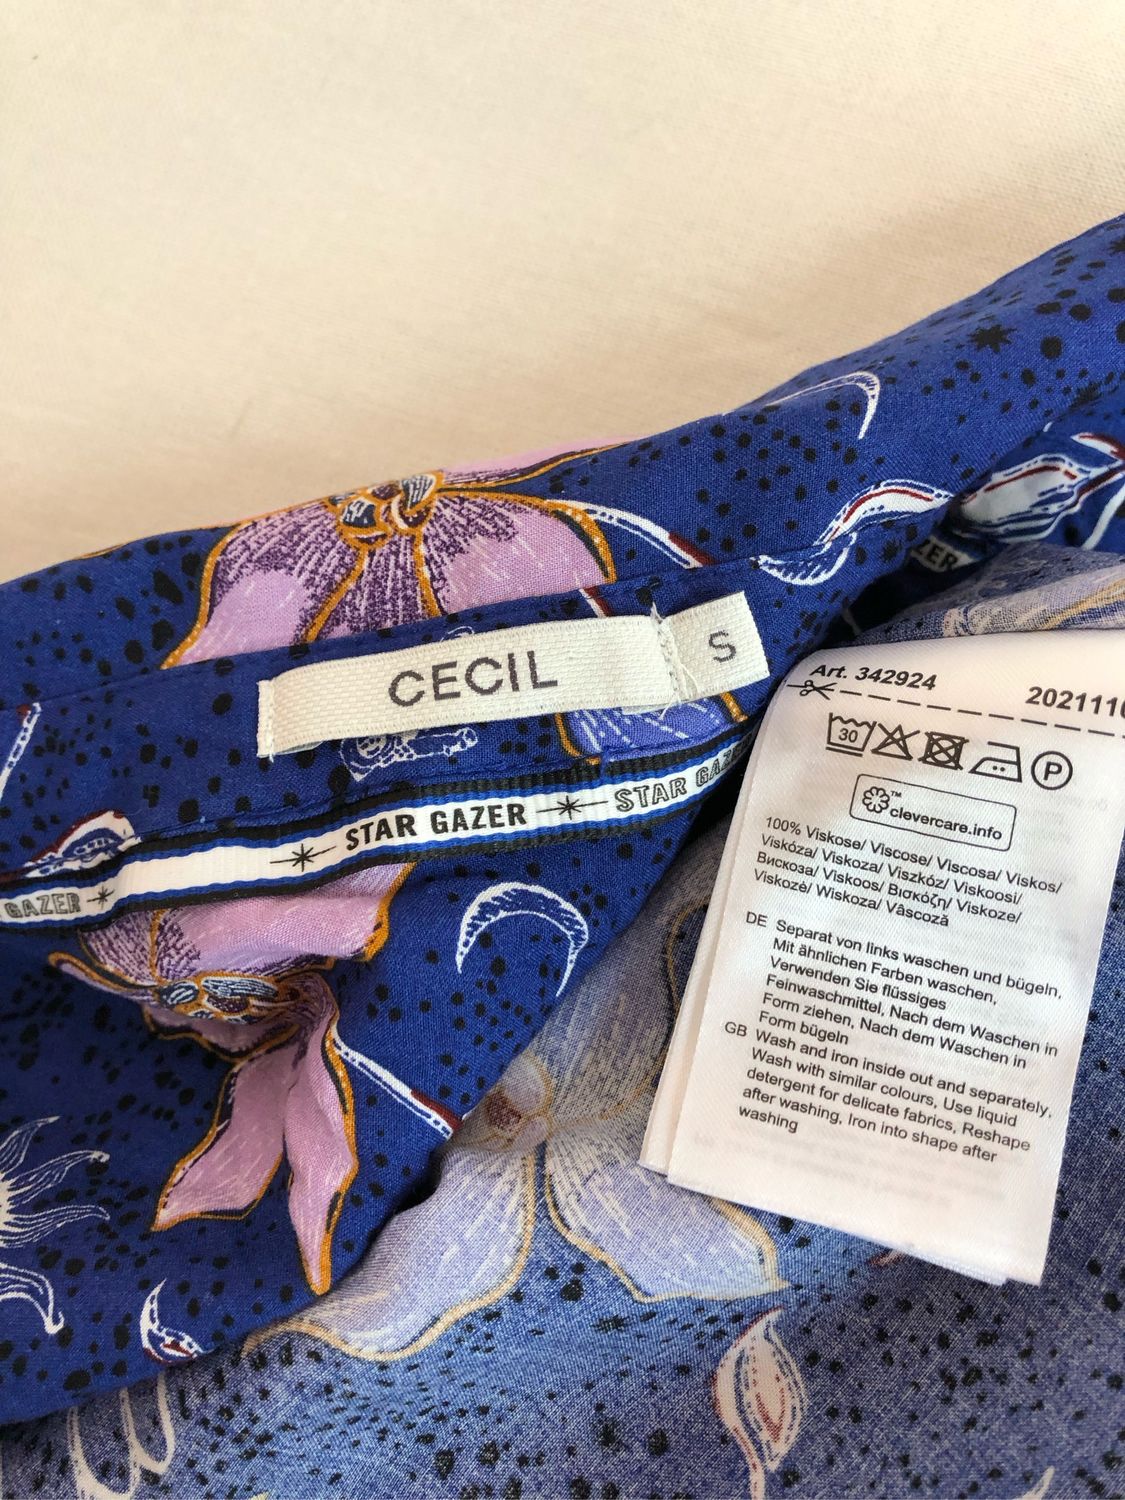 CECIL
S
STAR GAZER
STAR GAZER
GAZER
Art. 342924
30
P
clevercare.info
100% Viskose/ Viscose/ Viscosa/ Viskos/
Viskóza/ Viskoza/ Viszkóz/ Viskoosi/
Вискоза/ Viskoos/ Βισκόζη/ Viskoze/
Viskozė/ Wiskoza/ Vâscoză
DE Separat von links waschen und bügeln,
Mit ähnlichen Farben waschen,
Verwenden Sie flüssiges
Feinwaschmittel, Nach dem Waschen in
Form ziehen, Nach dem Waschen in
Form bügeln
GB Wash and iron inside out and separately,
Wash with similar colours, Use liquid
detergent for delicate fabrics, Reshape
after washing, Iron into shape after
washing